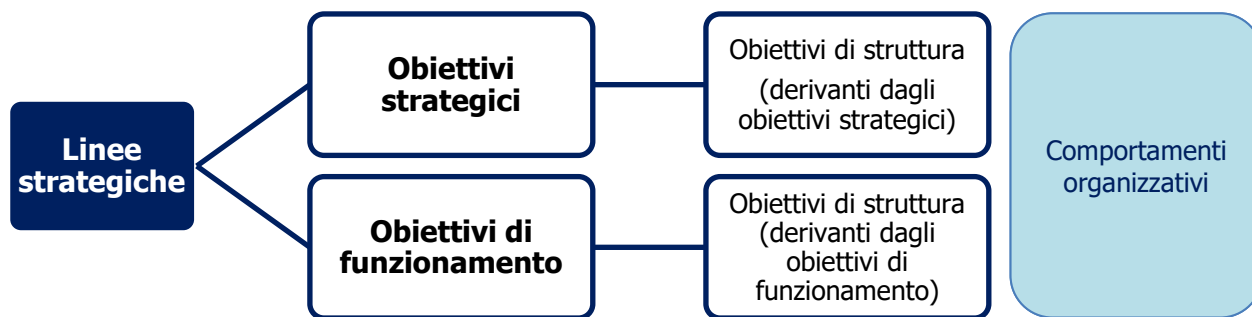 Linee
strategiche
Obiettivi
strategici
Obiettivi di struttura
(derivanti dagli
obiettivi strategici)
Obiettivi di
funzionamento
Obiettivi di struttura
(derivanti dagli
obiettivi di
funzionamento)
Comportamenti
organizzativi